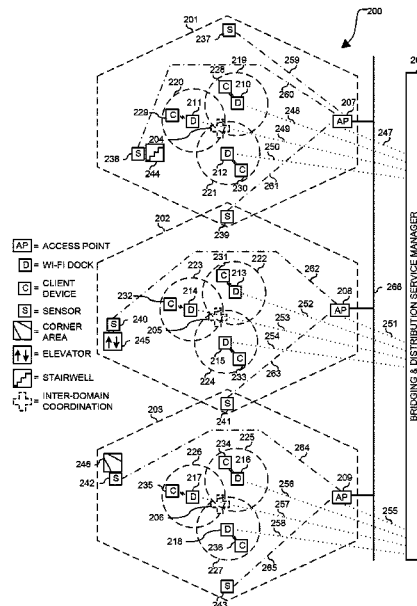 200
201
237
219
259
220
228
260
C
D
210
248
211
229
C
D
249
204
207
AP
247
250
D
212
C
238
S
244
221
230
261
202
S
239
AP = ACCESS POINT
D = WI-FI DOCK
C = CLIENT DEVICE
S = SENSOR
= CORNER AREA
= ELEVATOR
= STAIRWELL
= INTER-DOMAIN COORDINATION
223
231
222
262
C
213
D
252
232
C
214
D
208
AP
266
240
205
253
251
S
245
254
D
215
C
224
233
263
203
S
241
225
234
264
226
C
216
D
246
256
242
S
235
C
217
D
209
AP
206
257
255
258
218
D
236
C
227
265
S
243
BRIDGING & DISTRIBUTION SERVICE MANAGER